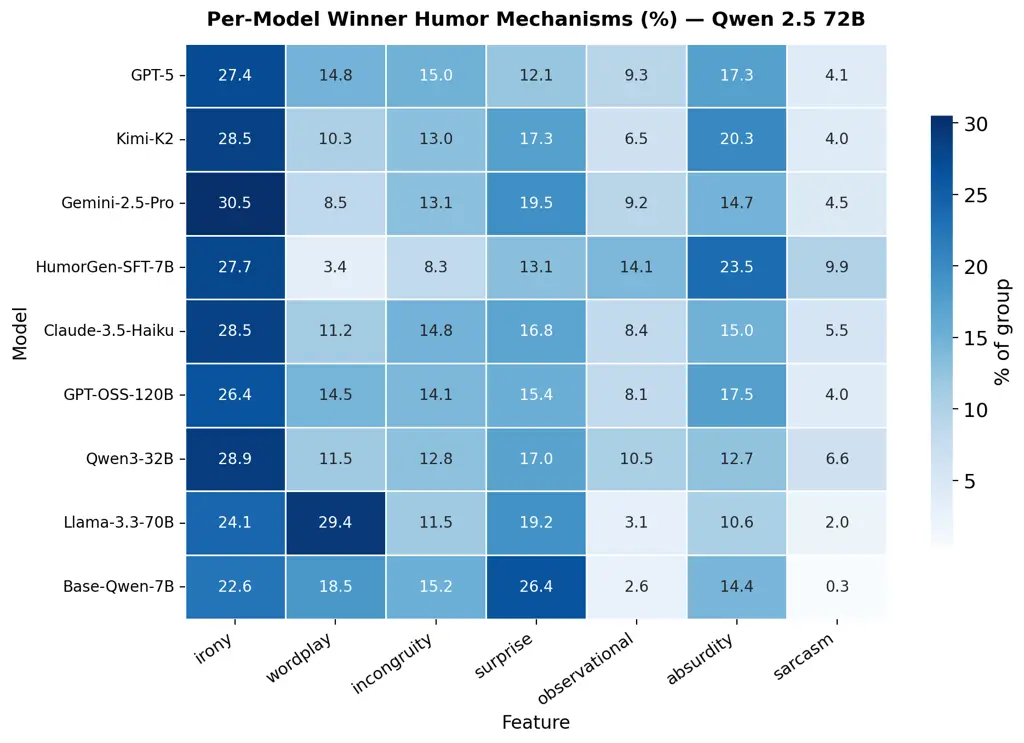 Per-Model Winner Humor Mechanisms (%) — Qwen 2.5 72B
GPT-5 27.4 14.8 15.0 12.1 9.3 17.3 4.1
Kimi-K2 28.5 10.3 13.0 17.3 6.5 20.3 4.0
Gemini-2.5-Pro 30.5 8.5 13.1 19.5 9.2 14.7 4.5
HumorGen-SFT-7B 27.7 3.4 8.3 13.1 14.1 23.5 9.9
Claude-3.5-Haiku 28.5 11.2 14.8 16.8 8.4 15.0 5.5
GPT-OSS-120B 26.4 14.5 14.1 15.4 8.1 17.5 4.0
Qwen3-32B 28.9 11.5 12.8 17.0 10.5 12.7 6.6
Llama-3.3-70B 24.1 29.4 11.5 19.2 3.1 10.6 2.0
Base-Qwen-7B 22.6 18.5 15.2 26.4 2.6 14.4 0.3
irony wordplay incongruity surprise observational absurdity sarcasm
Feature
Model
30
25
20
15
10
5
% of group